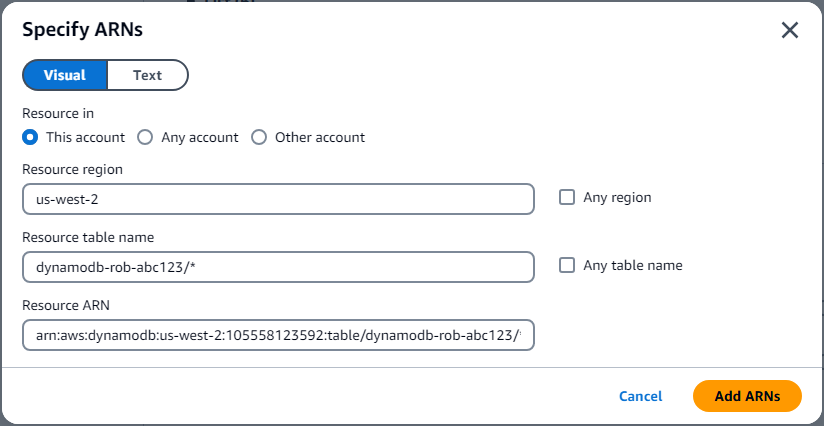 Specify ARNs
Visual Text
Resource in
This account Any account Other account
Resource region
us-west-2 Any region
Resource table name
dynamodb-rob-abc123/* Any table name
Resource ARN
arn:aws:dynamodb:us-west-2:105558123592:table/dynamodb-rob-abc123/*
Cancel Add ARNs